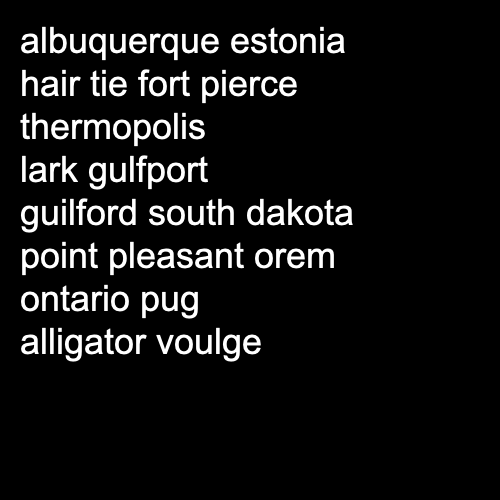 albuquerque estonia
hair tie fort pierce
thermopolis
lark gulfport
guilford south dakota
point pleasant orem
ontario pug
alligator voulge